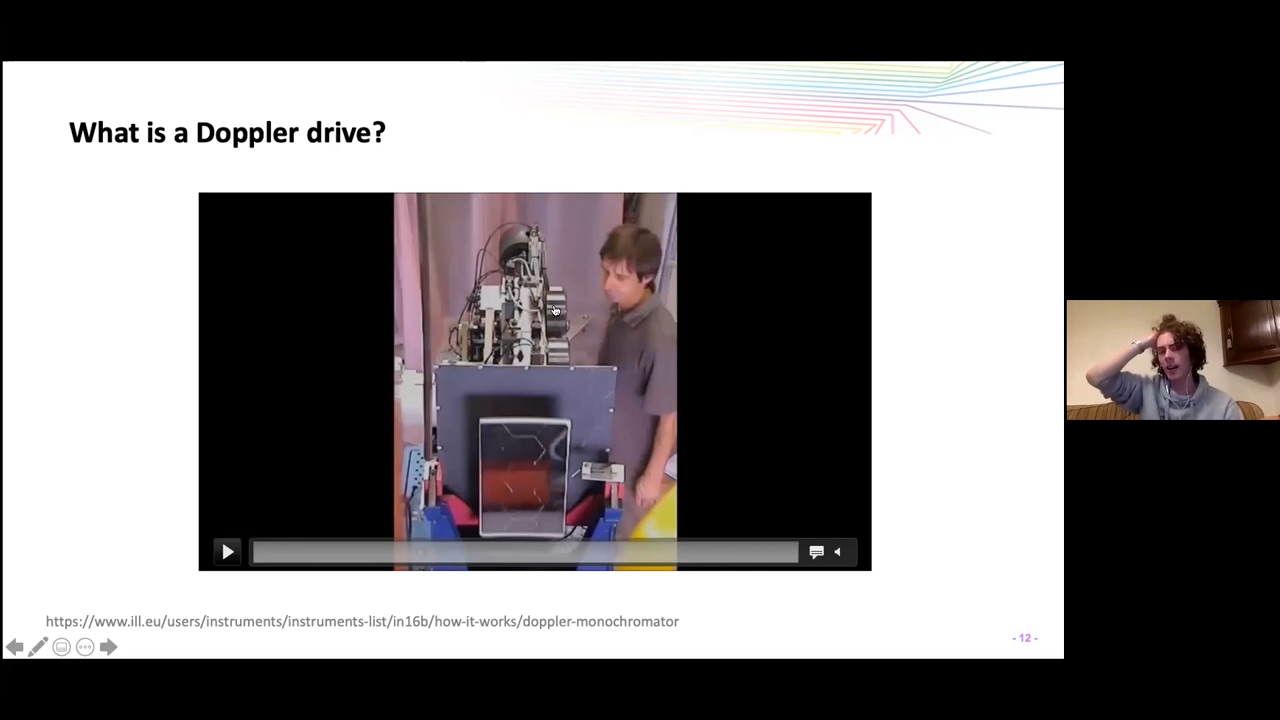 What is a Doppler drive?
https://www.ill.eu/users/instruments/instruments-list/in16b/how-it-works/doppler-monochromator
- 12 -